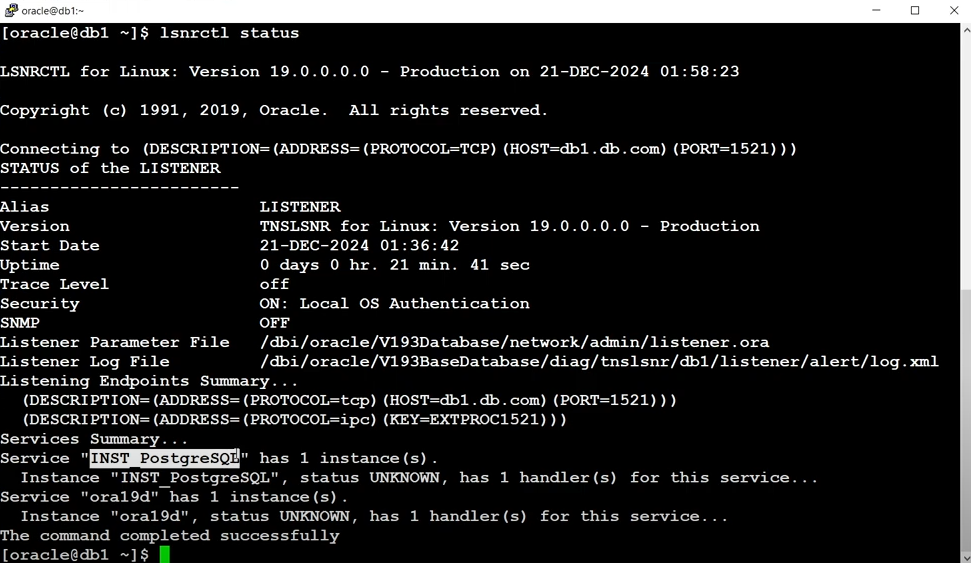 oracle@db1:~
[oracle@db1 ~]$ lsnrctl status
LSNRCTL for Linux: Version 19.0.0.0.0 - Production on 21-DEC-2024 01:58:23
Copyright (c) 1991, 2019, Oracle.  All rights reserved.
Connecting to (DESCRIPTION=(ADDRESS=(PROTOCOL=TCP)(HOST=db1.db.com)(PORT=1521)))
STATUS of the LISTENER
------------------------
Alias                     LISTENER
Version                   TNSLSNR for Linux: Version 19.0.0.0.0 - Production
Start Date                21-DEC-2024 01:36:42
Uptime                    0 days 0 hr. 21 min. 41 sec
Trace Level               off
Security                  ON: Local OS Authentication
SNMP                      OFF
Listener Parameter File   /dbi/oracle/V193Database/network/admin/listener.ora
Listener Log File         /dbi/oracle/V193BaseDatabase/diag/tnslsnr/db1/listener/alert/log.xml
Listening Endpoints Summary...
  (DESCRIPTION=(ADDRESS=(PROTOCOL=tcp)(HOST=db1.db.com)(PORT=1521)))
  (DESCRIPTION=(ADDRESS=(PROTOCOL=ipc)(KEY=EXTPROC1521)))
Services Summary...
Service "INST_PostgreSQL" has 1 instance(s).
  Instance "INST_PostgreSQL", status UNKNOWN, has 1 handler(s) for this service...
Service "ora19d" has 1 instance(s).
  Instance "ora19d", status UNKNOWN, has 1 handler(s) for this service...
The command completed successfully
[oracle@db1 ~]$